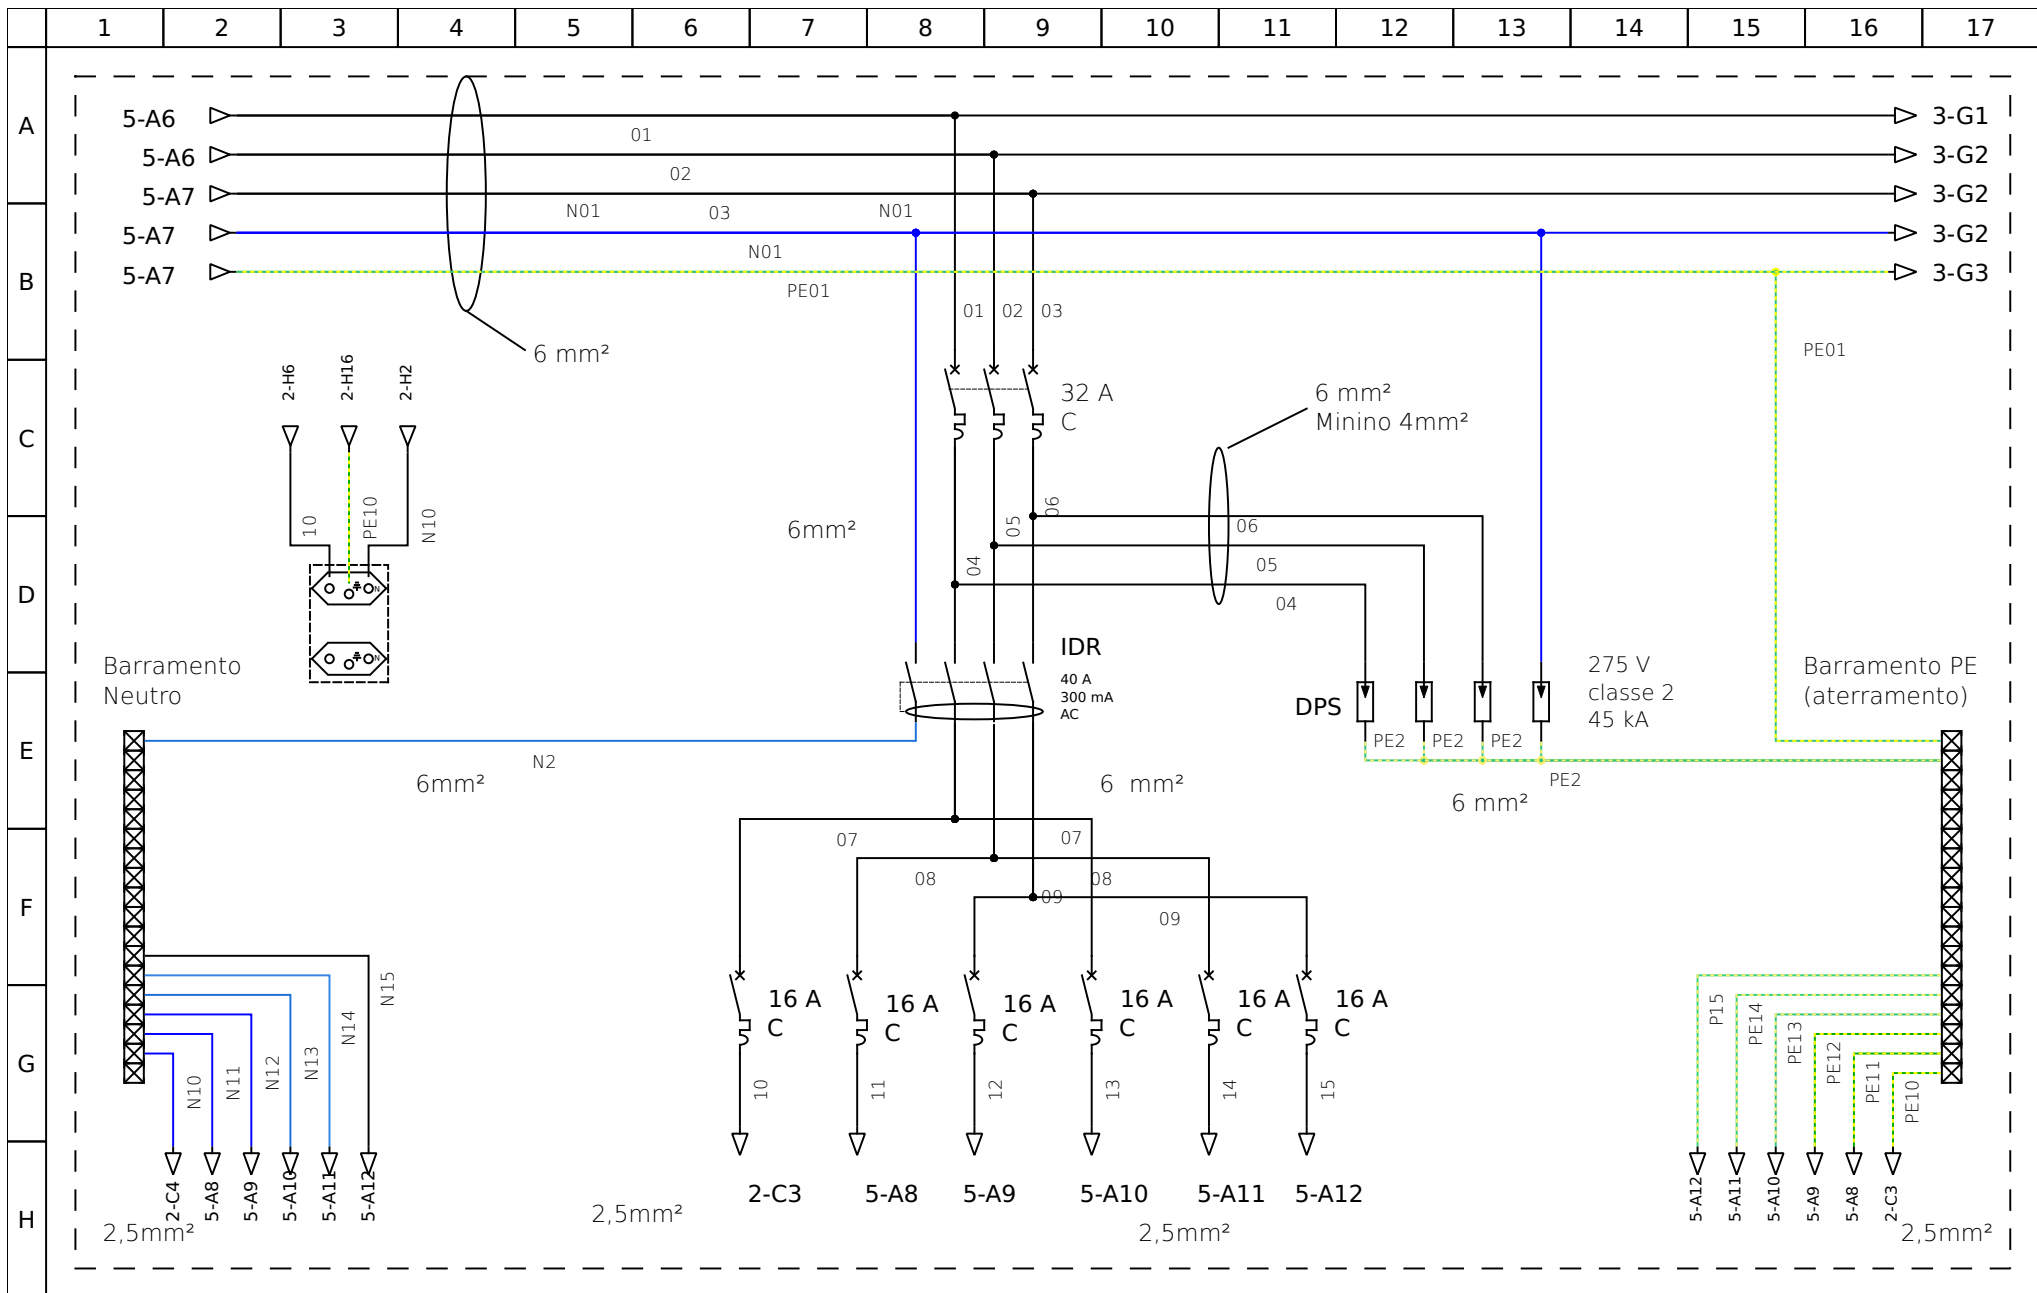 1 2 3 4 5 6 7 8 9 10 11 12 13 14 15 16 17
A
5-A6
01
3-G1
5-A6
02
3-G2
5-A7
N01
03
N01
3-G2
5-A7
N01
3-G2
B
5-A7
PE01
3-G3
01 02 03
6 mm²
PE01
2-H6
2-H16
2-H2
C
32 A
C
6 mm²
Minino 4mm²
10
PE10
N10
6mm²
04
05
06
06
05
04
D
N
N
IDR
40 A
300 mA
AC
Barramento
Neutro
DPS
275 V
classe 2
45 kA
Barramento PE
(aterramento)
E
N2
6mm²
6 mm²
PE2 PE2 PE2
PE2
6 mm²
07
07
08
08
F
09
09
N15
N14
N13
N12
N11
N10
G
16 A
C
16 A
C
16 A
C
16 A
C
16 A
C
16 A
C
10
11
12
13
14
15
P15
PE14
PE13
PE12
PE11
PE10
H
2-C4
5-A8
5-A9
5-A10
5-A11
5-A12
2-C3
5-A8
5-A9
5-A10
5-A11
5-A12
5-A12
5-A11
5-A10
5-A9
5-A8
2-C3
2,5mm²
2,5mm²
2,5mm²
2,5mm²